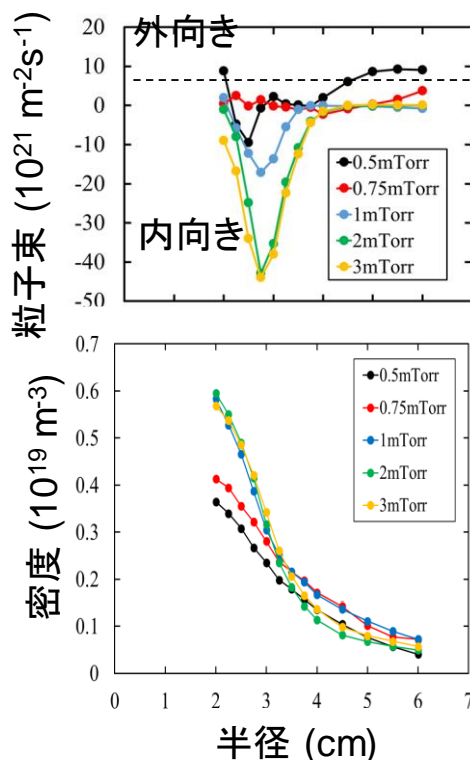 外向き
粒子束 (10²¹ m⁻²s⁻¹)
20
10
0
-10
-20
-30
-40
-50
内向き
0.5mTorr
0.75mTorr
1mTorr
2mTorr
3mTorr
密度 (10¹⁹ m⁻³)
0.7
0.6
0.5
0.4
0.3
0.2
0.1
0
0.5mTorr
0.75mTorr
1mTorr
2mTorr
3mTorr
0 1 2 3 4 5 6 7
半径 (cm)